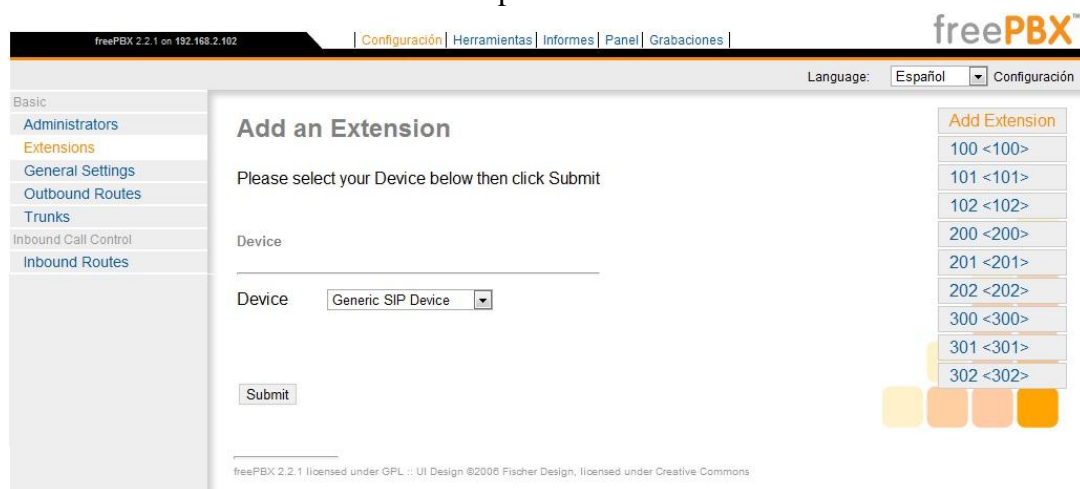 freePBX™
freePBX 2.2.1 on 192.168.2.102
Configuración | Herramientas | Informes | Panel | Grabaciones |
Language: Español Configuración
Basic
Administrators
Extensions
General Settings
Outbound Routes
Trunks
Inbound Call Control
Inbound Routes
Add an Extension
Please select your Device below then click Submit
Device
Device Generic SIP Device
Submit
freePBX 2.2.1 licensed under GPL :: UI Design ©2006 Fischer Design, licensed under Creative Commons
Add Extension
100 <100>
101 <101>
102 <102>
200 <200>
201 <201>
202 <202>
300 <300>
301 <301>
302 <302>